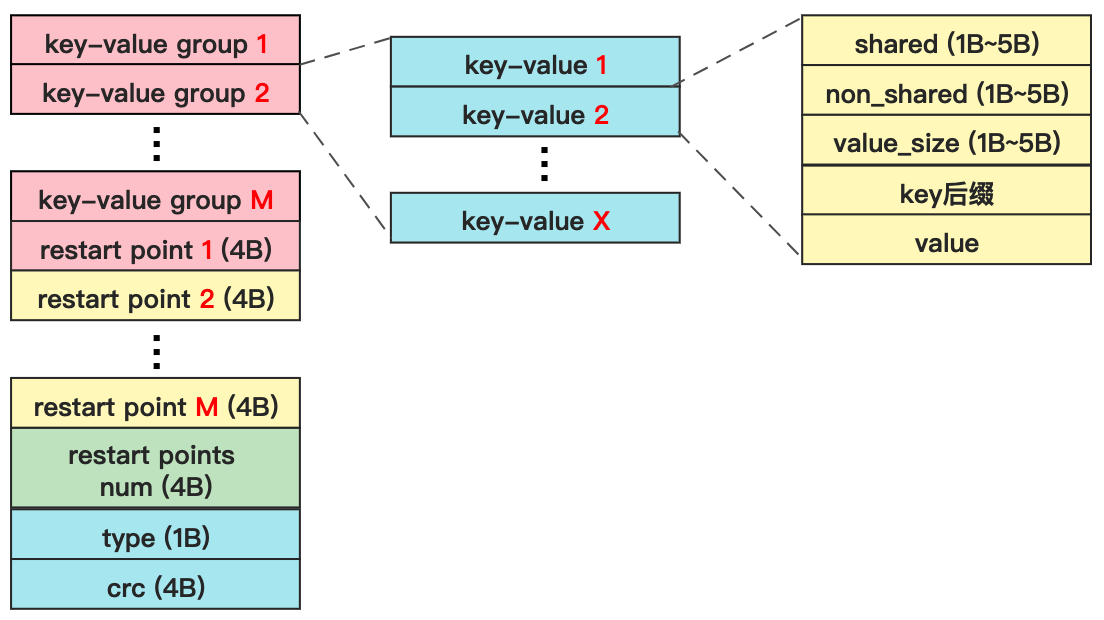 key-value group 1
key-value group 2
key-value group M
restart point 1 (4B)
restart point 2 (4B)
restart point M (4B)
restart points
num (4B)
type (1B)
crc (4B)
key-value 1
key-value 2
key-value X
shared (1B~5B)
non_shared (1B~5B)
value_size (1B~5B)
key后缀
value